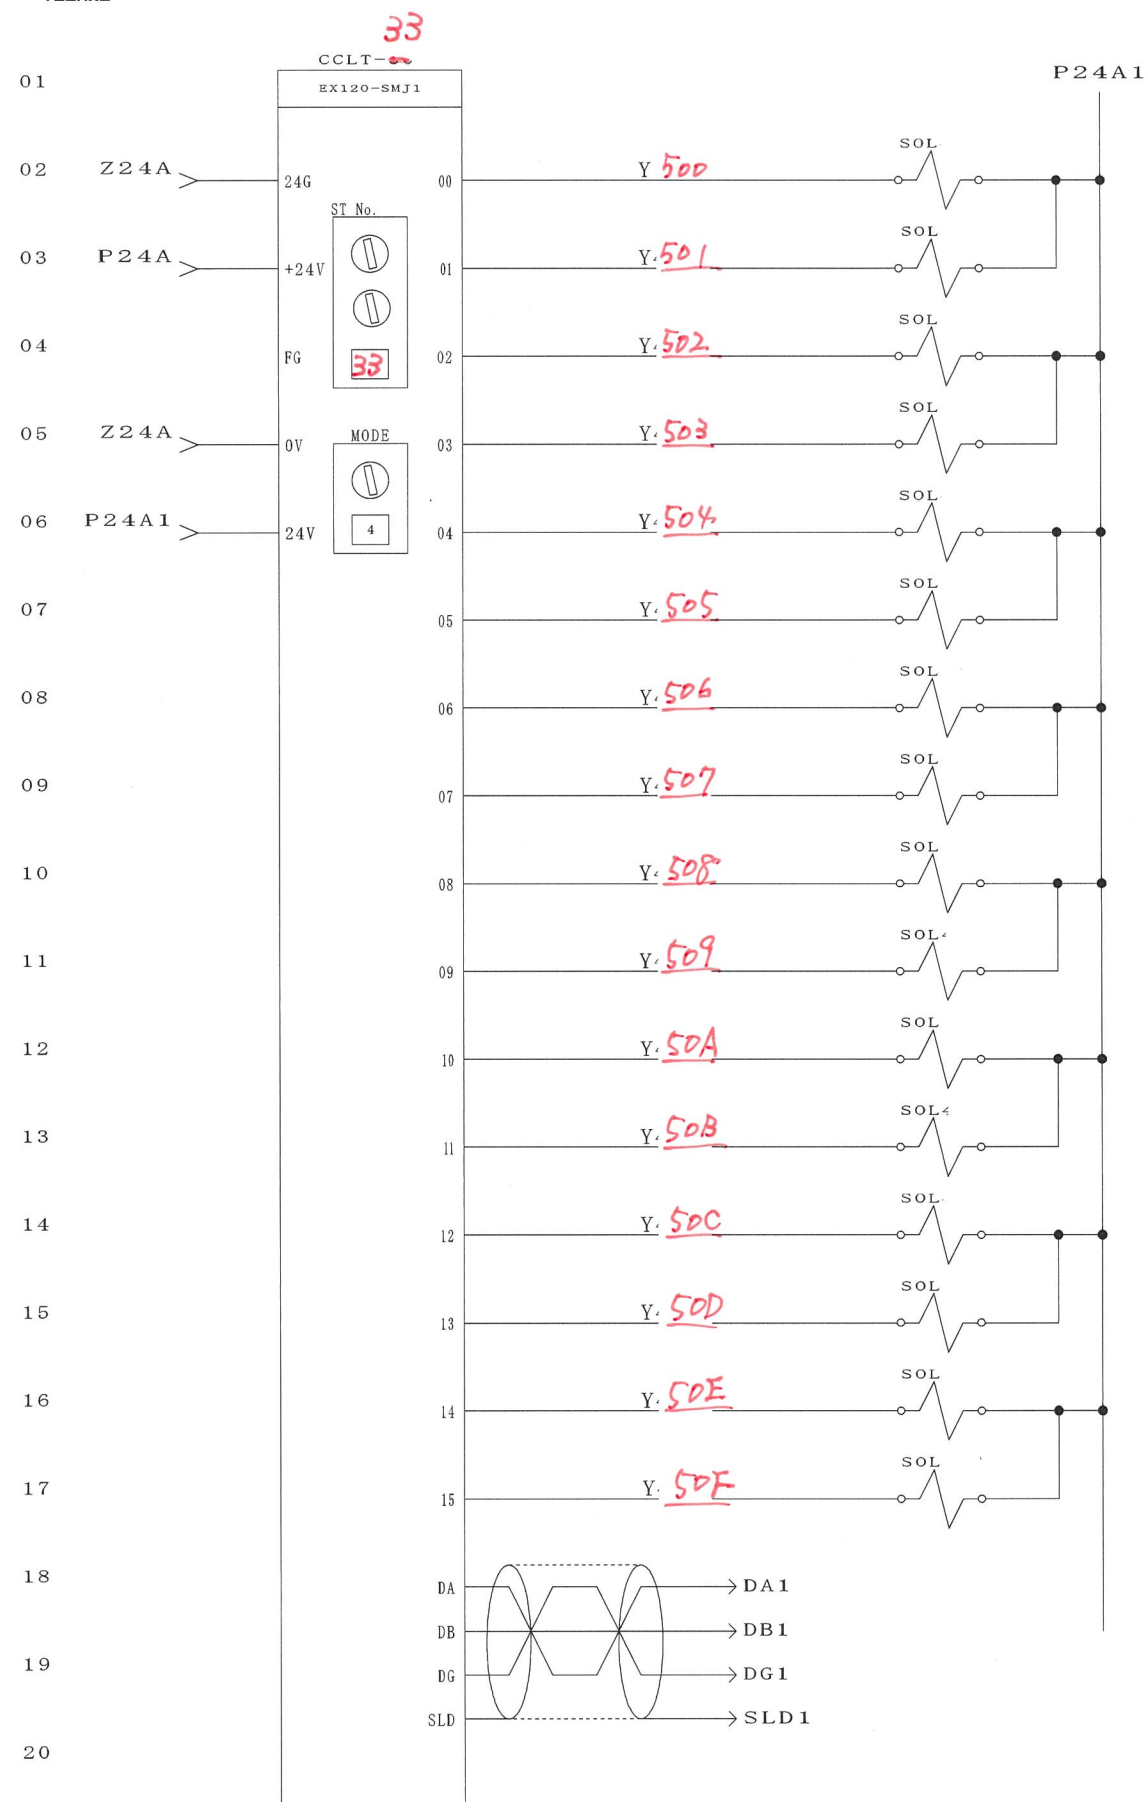 33
CCLT-
01 EX120-SMJ1 P24A1
02 Z24A 24G 00 Y 500 SOL
ST No.
03 P24A +24V 01 Y 501 SOL
04 FG 33 02 Y 502 SOL
05 Z24A 0V MODE 03 Y 503 SOL
06 P24A1 24V 4 04 Y 504 SOL
07 05 Y 505 SOL
08 06 Y 506 SOL
09 07 Y 507 SOL
10 08 Y 508 SOL
11 09 Y 509 SOL
12 10 Y 50A SOL
13 11 Y 50B SOL
14 12 Y 50C SOL
15 13 Y 50D SOL
16 14 Y 50E SOL
17 15 Y 50F SOL
18 DA DA1
DB DB1
19 DG DG1
SLD SLD1
20